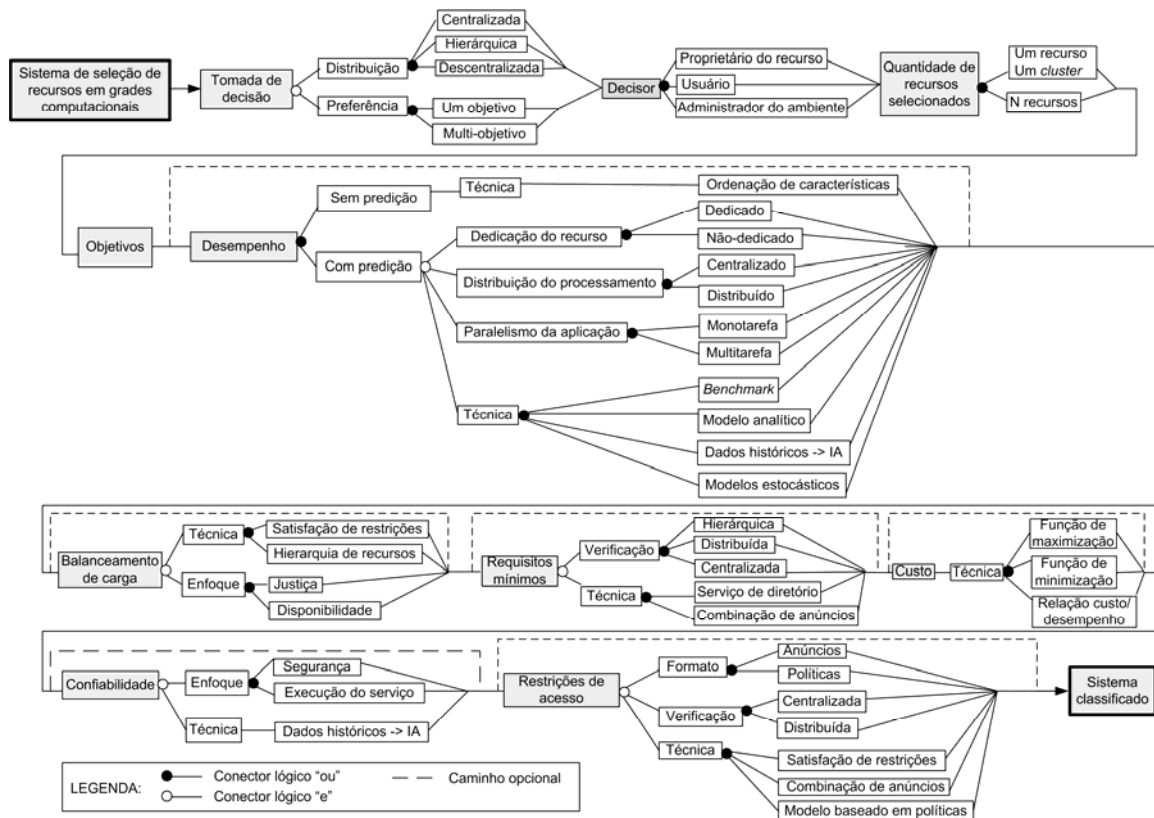 Sistema de seleção de
recursos em grades
computacionais
Tomada de
decisão
Distribuição
Centralizada
Hierárquica
Descentralizada
Preferência
Um objetivo
Multi-objetivo
Decisor
Proprietário do recurso
Usuário
Administrador do ambiente
Quantidade de
recursos
selecionados
Um recurso
Um cluster
N recursos
Objetivos
Desempenho
Sem predição
Técnica
Ordenação de características
Com predição
Dedicação do recurso
Dedicado
Não-dedicado
Distribuição do processamento
Centralizado
Distribuído
Paralelismo da aplicação
Monotarefa
Multitarefa
Técnica
Benchmark
Modelo analítico
Dados históricos -> IA
Modelos estocásticos
Balanceamento
de carga
Técnica
Satisfação de restrições
Hierarquia de recursos
Enfoque
Justiça
Disponibilidade
Requisitos
mínimos
Verificação
Hierárquica
Distribuída
Centralizada
Técnica
Serviço de diretório
Combinação de anúncios
Custo
Técnica
Função de
maximização
Função de
minimização
Relação custo/
desempenho
Confiabilidade
Enfoque
Segurança
Execução do serviço
Técnica
Dados históricos -> IA
Restrições de
acesso
Formato
Anúncios
Políticas
Verificação
Centralizada
Distribuída
Técnica
Satisfação de restrições
Combinação de anúncios
Modelo baseado em políticas
Sistema
classificado
LEGENDA:
Conector lógico “ou”
Conector lógico “e”
Caminho opcional